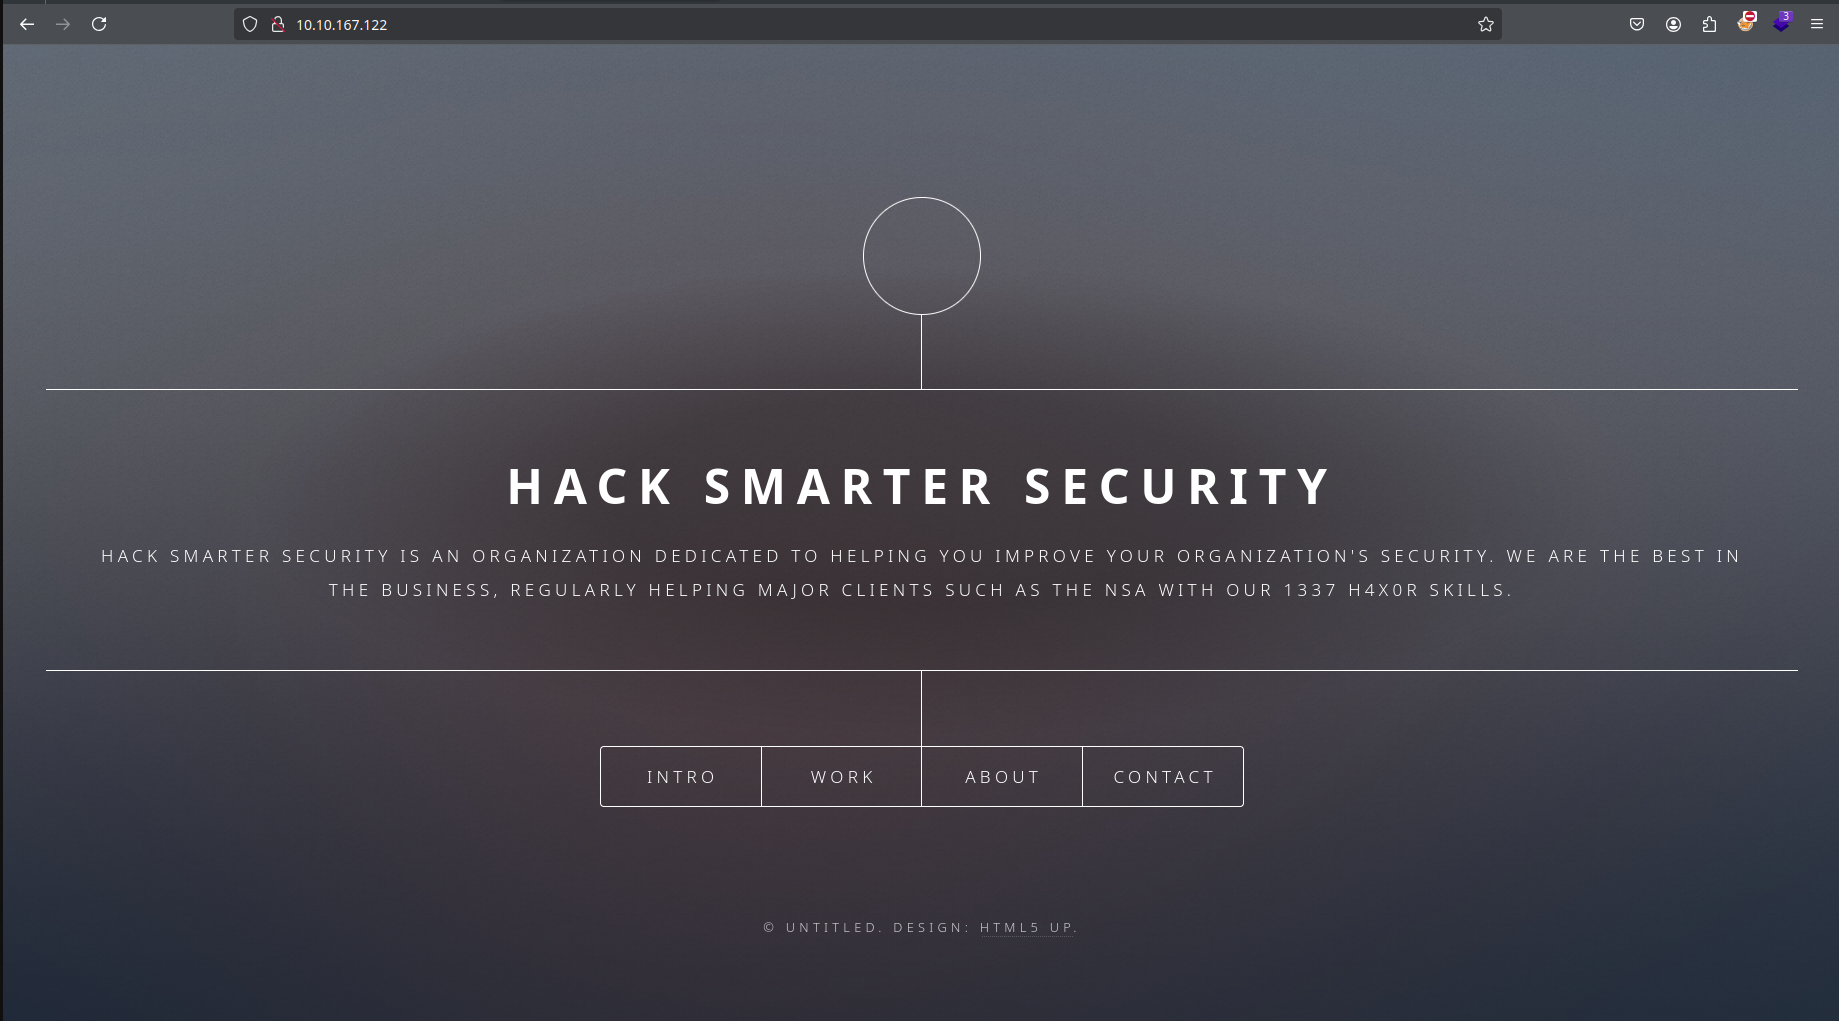 10.10.167.122
3
HACK SMARTER SECURITY
HACK SMARTER SECURITY IS AN ORGANIZATION DEDICATED TO HELPING YOU IMPROVE YOUR ORGANIZATION'S SECURITY. WE ARE THE BEST IN
THE BUSINESS, REGULARLY HELPING MAJOR CLIENTS SUCH AS THE NSA WITH OUR 1337 H4X0R SKILLS.
INTRO WORK ABOUT CONTACT
© UNTITLED. DESIGN: HTML5 UP.